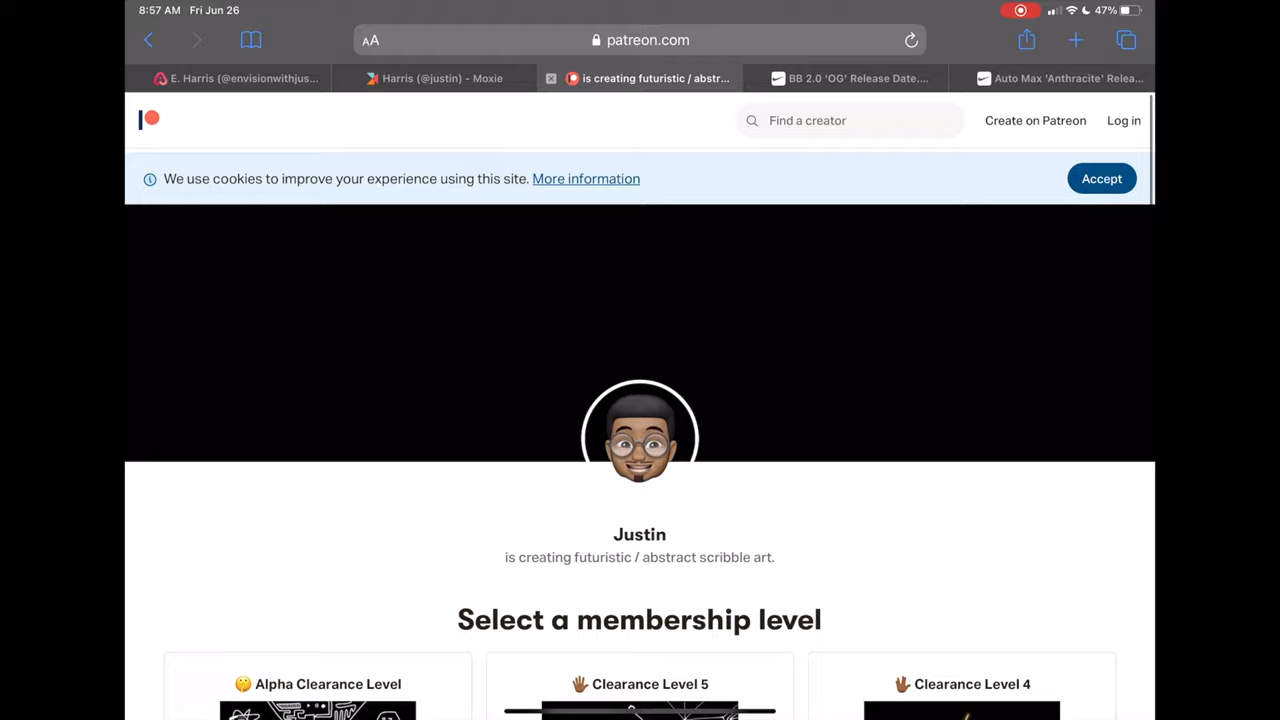 8:57 AM Fri Jun 26
47%
AA
patreon.com
E. Harris (@envisionwithjus...
Harris (@justin) - Moxie
is creating futuristic / abstr...
BB 2.0 'OG' Release Date....
Auto Max 'Anthracite' Relea...
Find a creator
Create on Patreon
Log in
We use cookies to improve your experience using this site. More information
Accept
Justin
is creating futuristic / abstract scribble art.
Select a membership level
🤫 Alpha Clearance Level
🖐🏾 Clearance Level 5
🖖🏾 Clearance Level 4